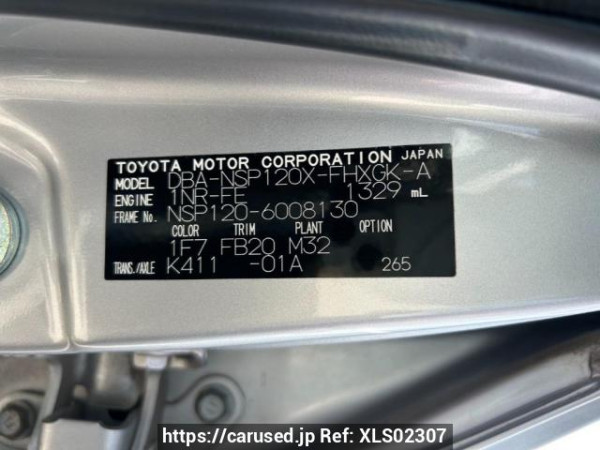 TOYOTA MOTOR CORPORATION JAPAN
MODEL DBA-NSP120X-FHXGK-A
ENGINE 1NR-FE 1329 mL
FRAME No. NSP120-6008130
COLOR TRIM PLANT OPTION
1F7 FB20 M32
TRANS./AXLE K411 -01A 265
https://carused.jp Ref: XLS02307